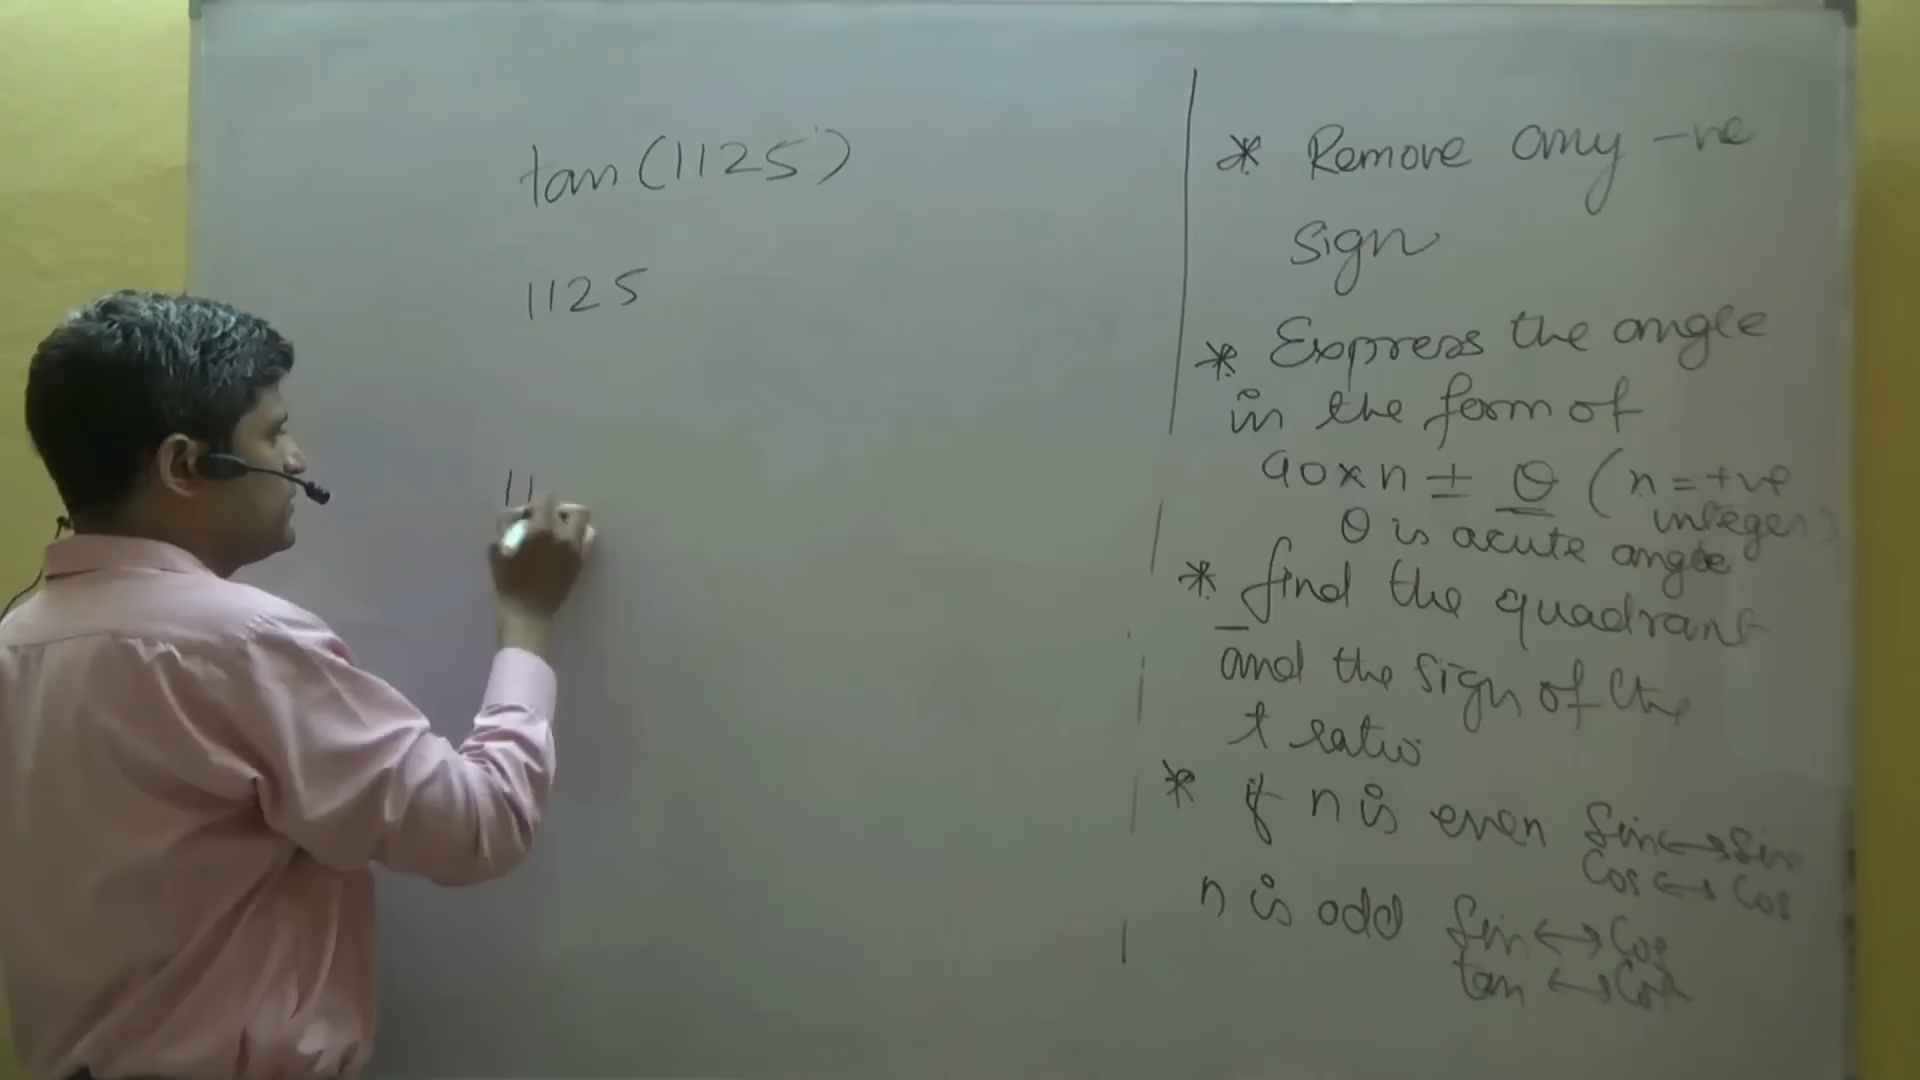 tan(1125)
1125
11
* Remove any -ve
sign
* Express the angle
in the form of
90×n ± θ (n = +ve
integer)
θ is acute angle
* find the quadrant
and the sign of the
t ratio
* if n is even Sin↔Sin
Cos↔Cos
n is odd Sin↔Cos
tan↔Cot